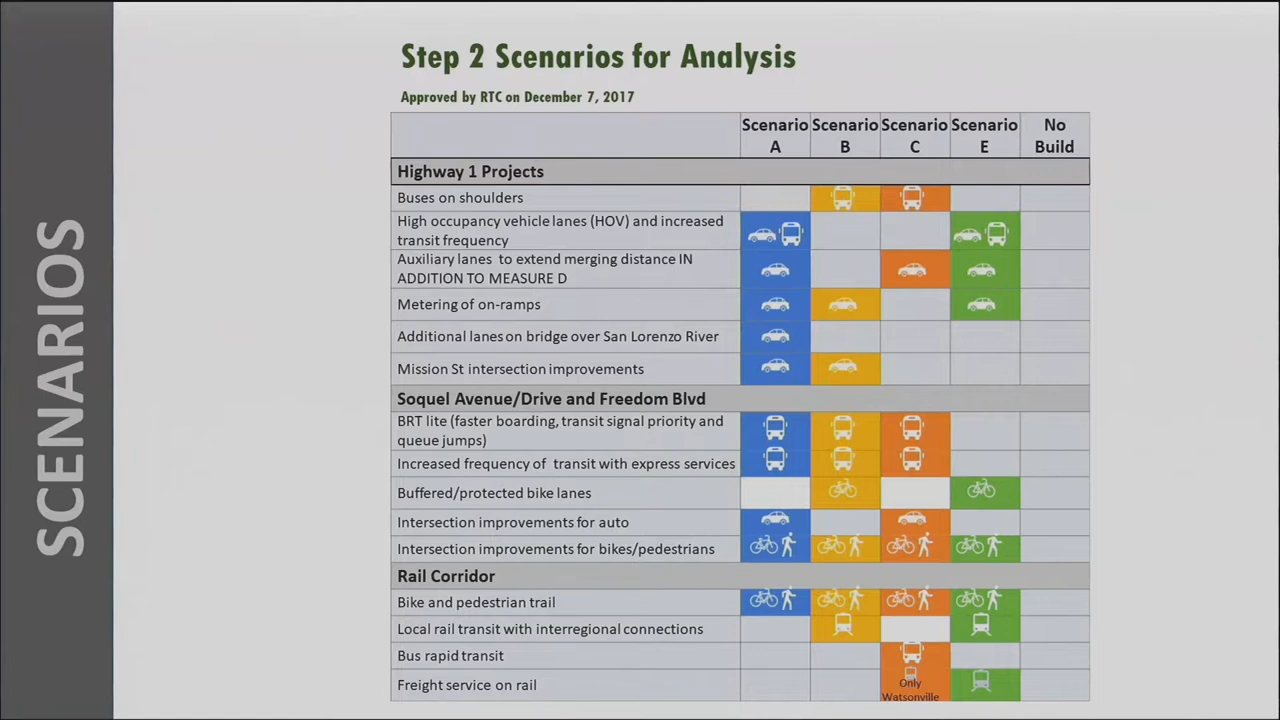 SCENARIOS
Step 2 Scenarios for Analysis
Approved by RTC on December 7, 2017
Scenario Scenario Scenario Scenario No
A B C E Build
Highway 1 Projects
Buses on shoulders
High occupancy vehicle lanes (HOV) and increased
transit frequency
Auxiliary lanes to extend merging distance IN
ADDITION TO MEASURE D
Metering of on-ramps
Additional lanes on bridge over San Lorenzo River
Mission St intersection improvements
Soquel Avenue/Drive and Freedom Blvd
BRT lite (faster boarding, transit signal priority and
queue jumps)
Increased frequency of transit with express services
Buffered/protected bike lanes
Intersection improvements for auto
Intersection improvements for bikes/pedestrians
Rail Corridor
Bike and pedestrian trail
Local rail transit with interregional connections
Bus rapid transit
Freight service on rail
Only
Watsonville